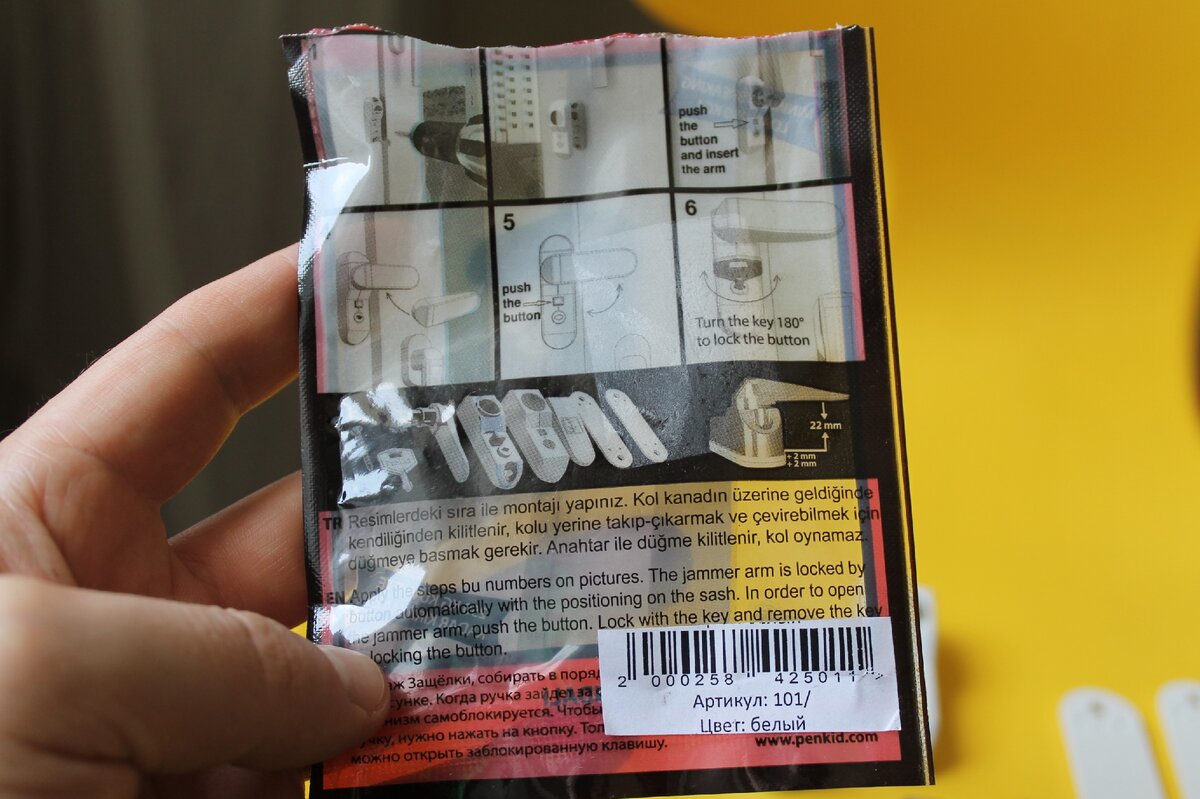 push
the
button
and insert
the arm
5
push
the
button
6
Turn the key 180°
to lock the button
22 mm
+ 2 mm
+ 2 mm
TR Resimlerdeki sıra ile montajı yapınız. Kol kanadın üzerine geldiğinde
kendiliğinden kilitlenir, kolu yerine takıp-çıkarmak ve çevirebilmek için
düğmeye basmak gerekir. Anahtar ile düğme kilitlenir, kol oynamaz.
EN Apply the steps bu numbers on pictures. The jammer arm is locked by
button automatically with the positioning on the sash. In order to open
the jammer arm, push the button. Lock with the key and remove the key
locking the button.
Защёлки, собирать в
Когда ручка зайдет за
самоблокируется. Чтобы
нужно нажать на кнопку.
можно открыть заблокированную клавишу.
2 000258 425011
Артикул: 101/
Цвет: белый
www.penkid.com